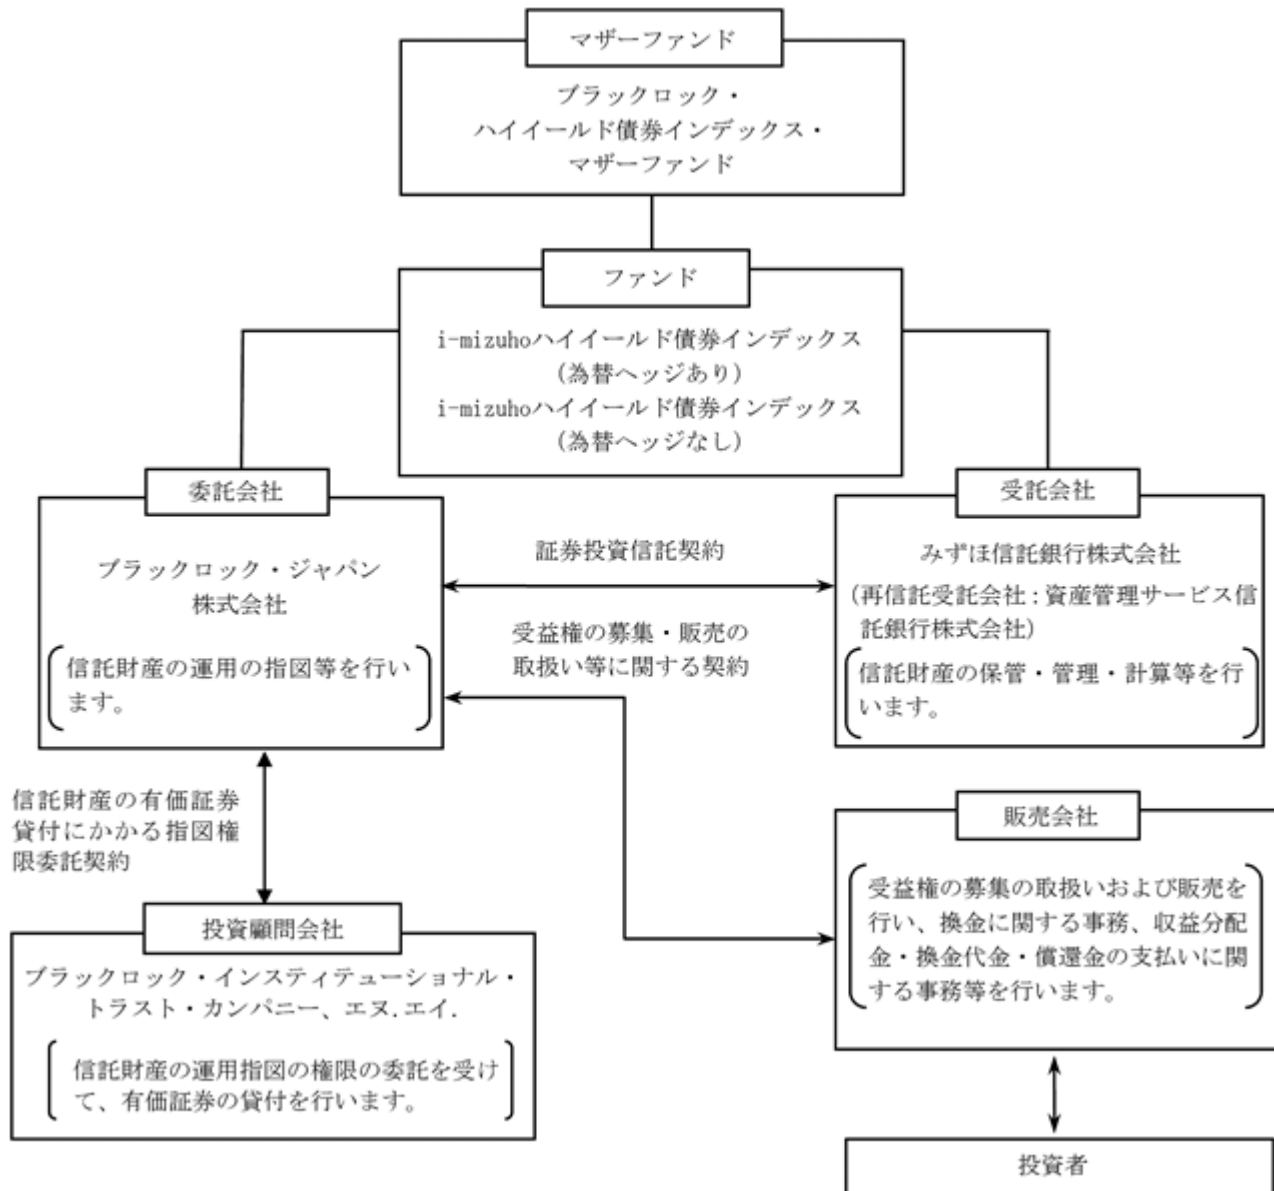 マザーファンド
ブラックロック・
ハイイールド債券インデックス・
マザーファンド
ファンド
i-mizuhoハイイールド債券インデックス
(為替ヘッジあり)
i-mizuhoハイイールド債券インデックス
(為替ヘッジなし)
委託会社
ブラックロック・ジャパン
株式会社
信託財産の運用の指図等を行い
ます。
証券投資信託契約
受益権の募集・販売の
取扱い等に関する契約
受託会社
みずほ信託銀行株式会社
(再信託受託会社:資産管理サービス信
託銀行株式会社)
信託財産の保管・管理・計算等を行
います。
信託財産の有価証券
貸付にかかる指図権
限委託契約
販売会社
受益権の募集の取扱いおよび販売を
行い、換金に関する事務、収益分配
金・換金代金・償還金の支払いに関
する事務等を行います。
投資顧問会社
ブラックロック・インスティテューショナル・
トラスト・カンパニー、エヌ.エイ.
信託財産の運用指図の権限の委託を受け
て、有価証券の貸付を行います。
投資者